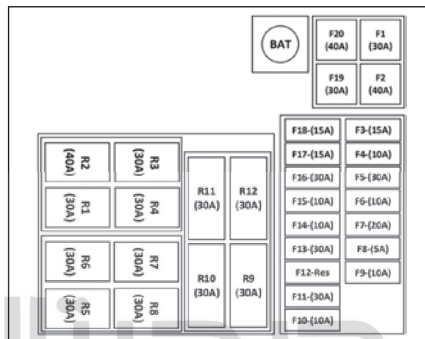 BAT
F20
(40A)
F1
(30A)
F19
(30A)
F2
(40A)
F18-(15A)
F3-(15A)
F17-(15A)
F4-(10A)
F16-(30A)
F5-(30A)
F15-(10A)
F6-(10A)
F14-(10A)
F7-(20A)
F13-(30A)
F8-(5A)
F12-Res
F9-(10A)
F11-(30A)
F10-(10A)
R2
(40A)
R3
(30A)
R1
(30A)
R4
(30A)
R6
(30A)
R7
(30A)
R5
(30A)
R8
(30A)
R11
(30A)
R12
(30A)
R10
(30A)
R9
(30A)